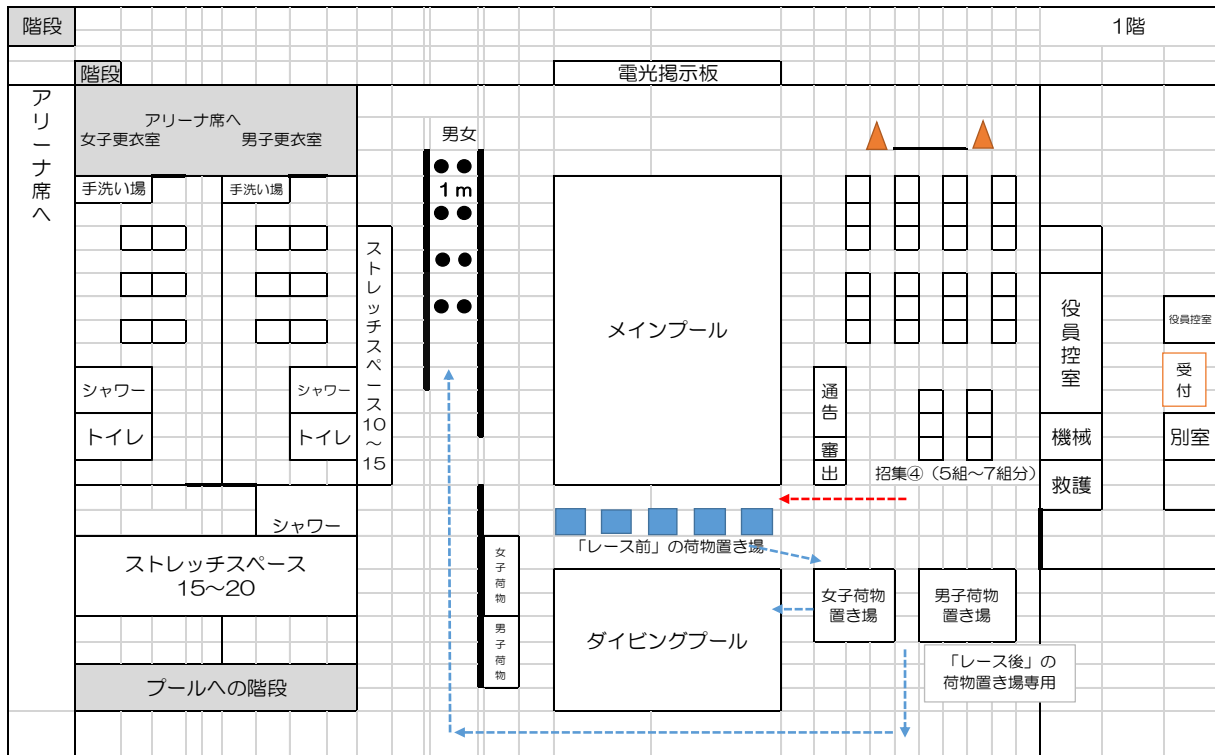 階段
1階
階段
電光掲示板
アリーナ席へ
アリーナ席へ
女子更衣室
男子更衣室
男女
手洗い場
手洗い場
1m
ストレッチスペース10～15
メインプール
役員控室
役員控室
受付
シャワー
シャワー
通告
トイレ
トイレ
機械
別室
審
出
招集④（5組～7組分）
救護
シャワー
「レース前」の荷物置き場
ストレッチスペース
15～20
女子荷物
女子荷物
置き場
男子荷物
置き場
男子荷物
ダイビングプール
「レース後」の
荷物置き場専用
プールへの階段